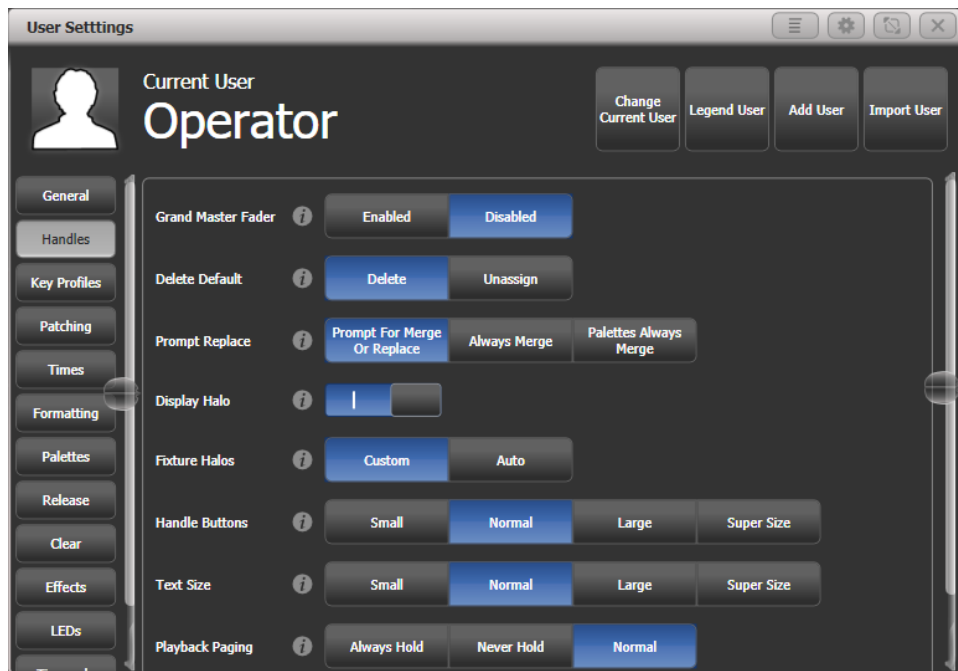 User Setttings
Current User
Operator
Change
Current User
Legend User
Add User
Import User
General
Handles
Key Profiles
Patching
Times
Formatting
Palettes
Release
Clear
Effects
LEDs
Grand Master Fader i Enabled Disabled
Delete Default i Delete Unassign
Prompt Replace i Prompt For Merge
Or Replace Always Merge Palettes Always
Merge
Display Halo i
Fixture Halos i Custom Auto
Handle Buttons i Small Normal Large Super Size
Text Size i Small Normal Large Super Size
Playback Paging i Always Hold Never Hold Normal